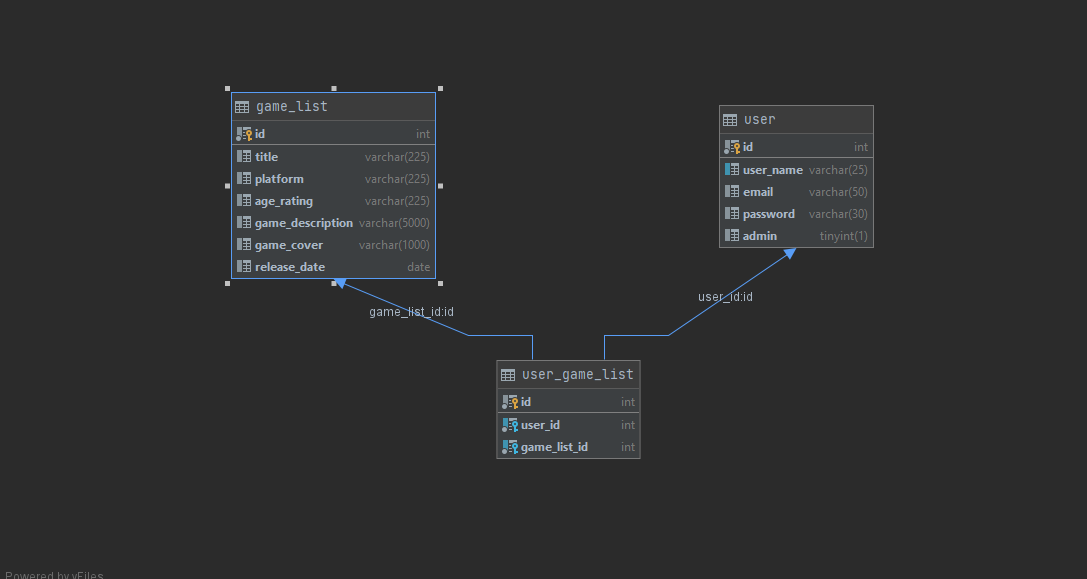 game_list
id int
title varchar(225)
platform varchar(225)
age_rating varchar(225)
game_description varchar(5000)
game_cover varchar(1000)
release_date date
user
id int
user_name varchar(25)
email varchar(50)
password varchar(30)
admin tinyint(1)
game_list_id:id
user_id:id
user_game_list
id int
user_id int
game_list_id int
Powered by yFiles